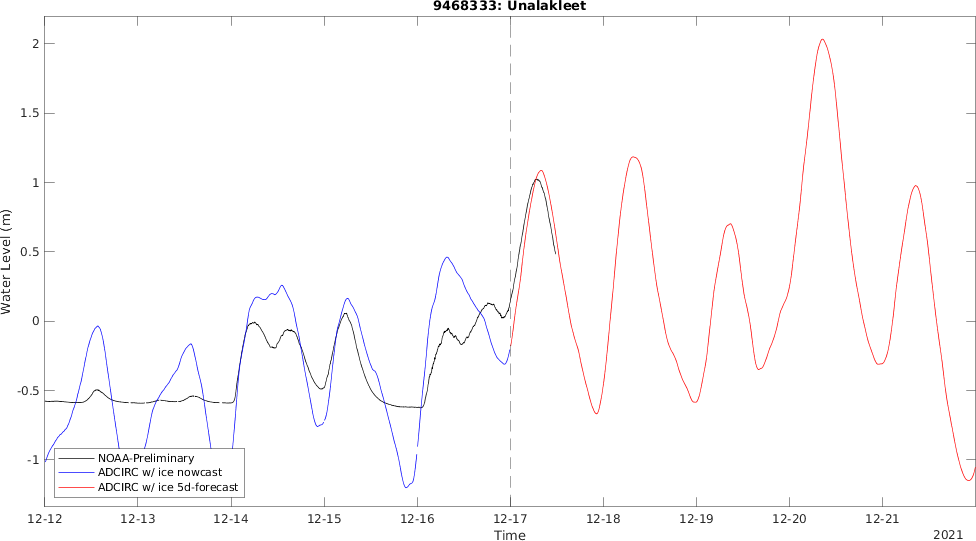 9468333: Unalakleet
2
1.5
1
0.5
0
-0.5
-1
Water Level (m)
NOAA-Preliminary
ADCIRC w/ ice nowcast
ADCIRC w/ ice 5d-forecast
12-12 12-13 12-14 12-15 12-16 12-17 12-18 12-19 12-20 12-21
Time
2021